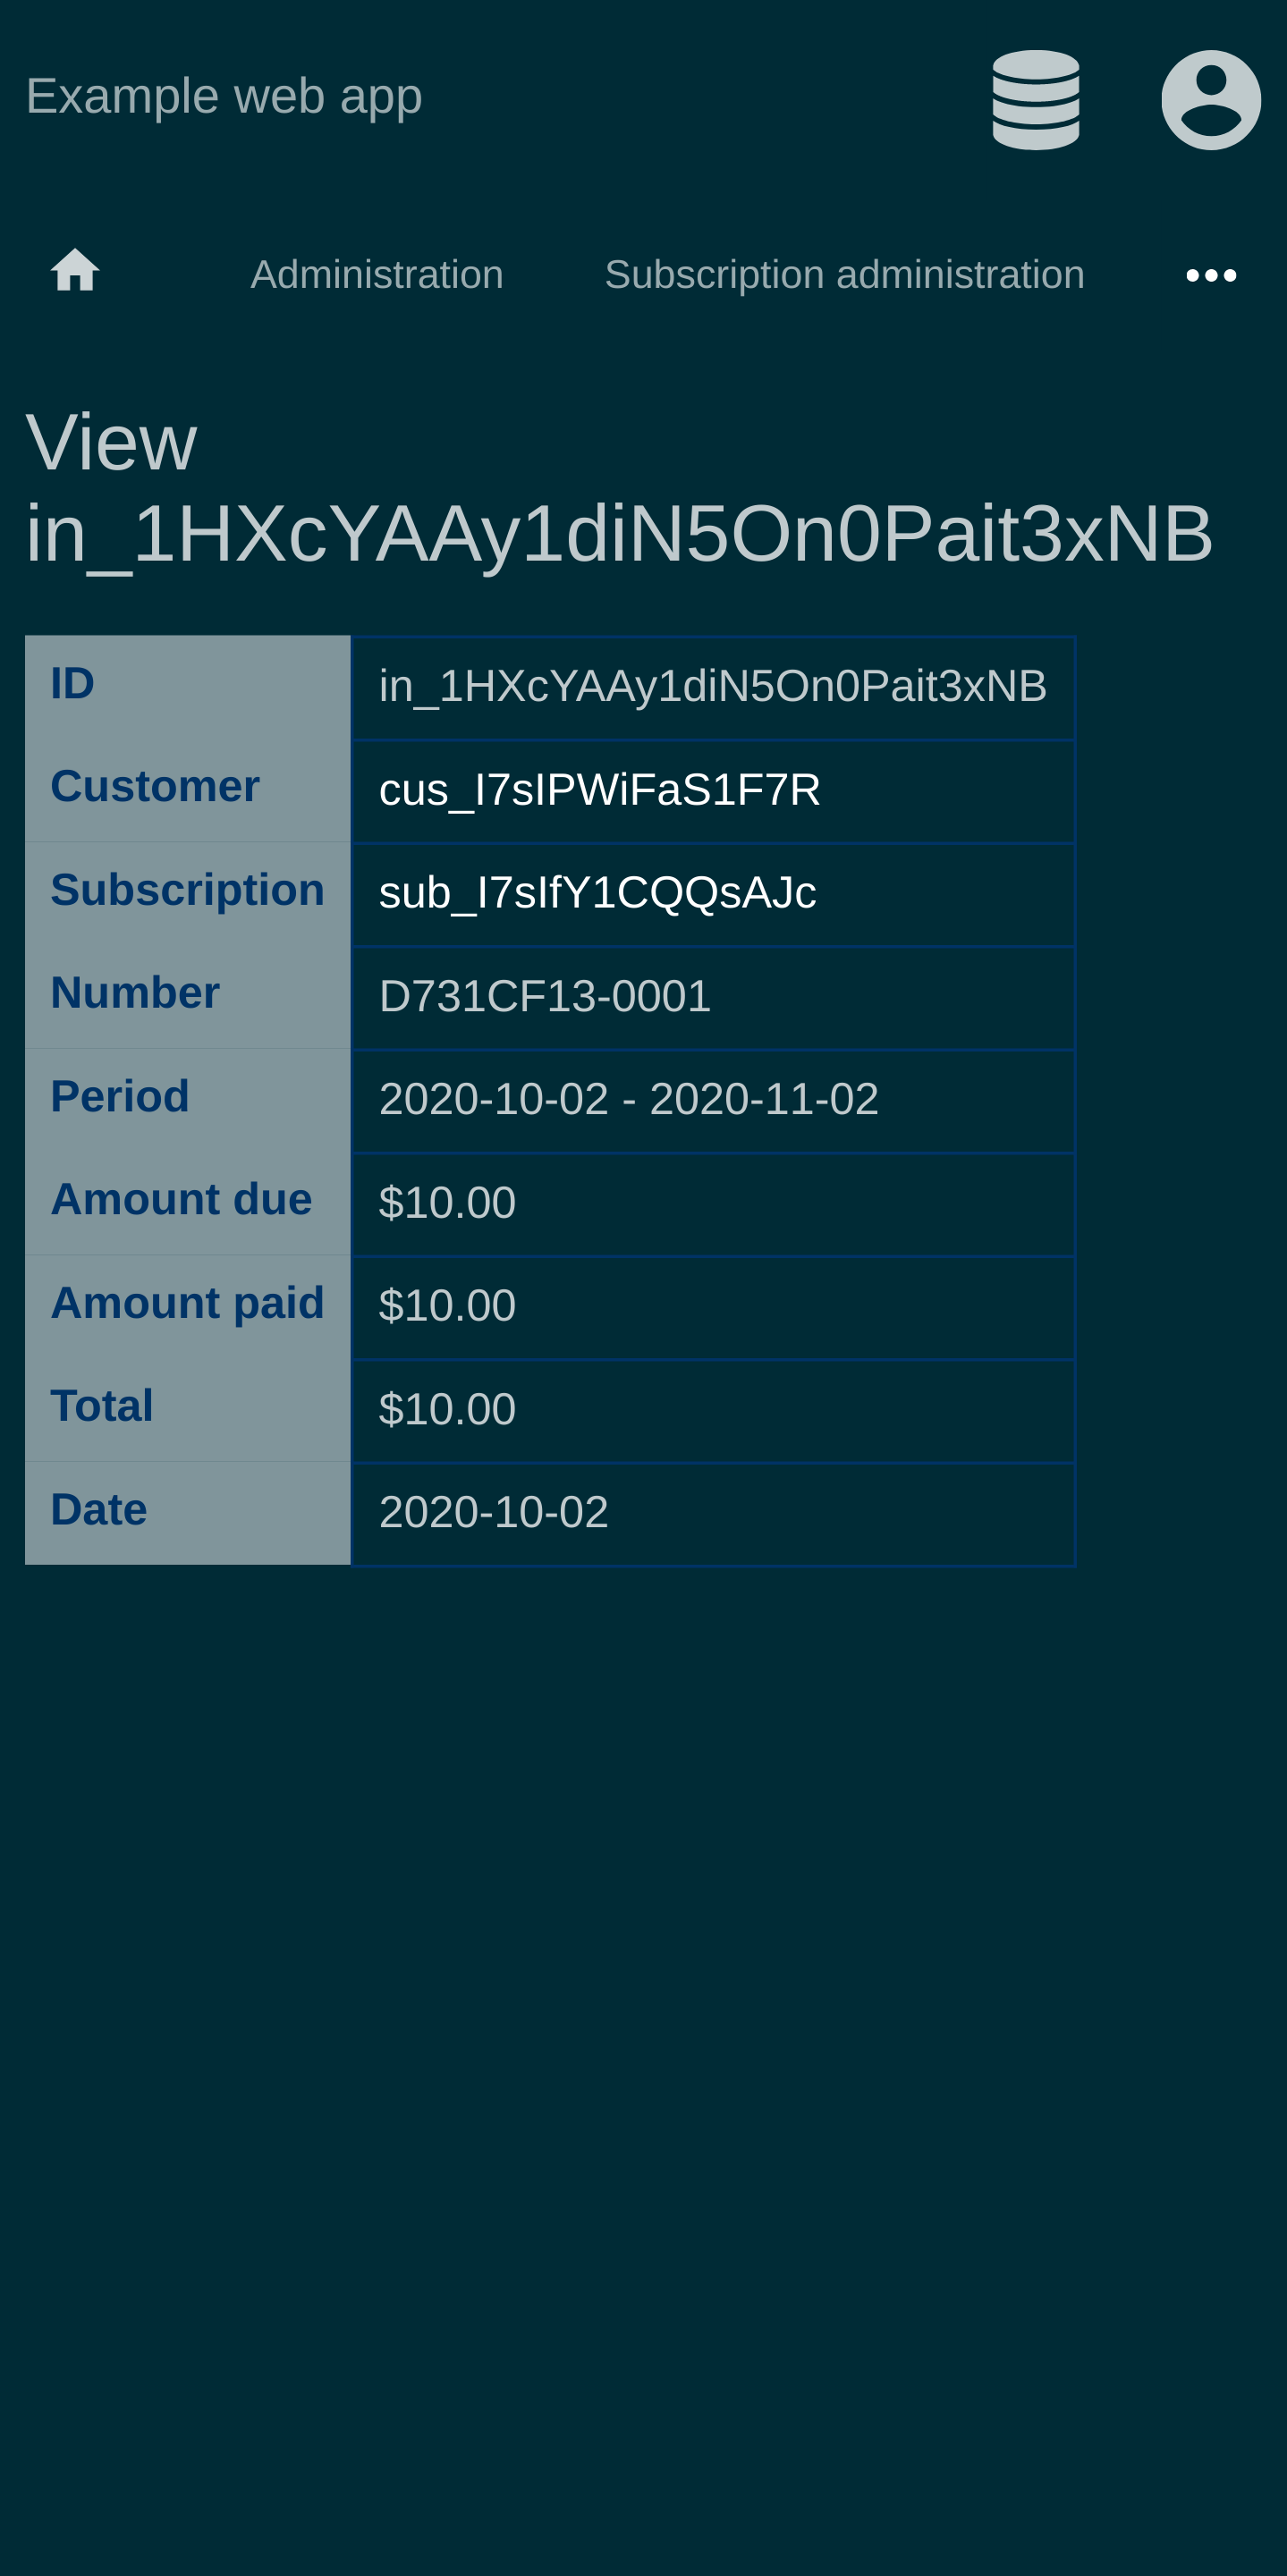 Example web app
Administration Subscription administration
View
in_1HXcYAAy1diN5On0Pait3xNB
ID in_1HXcYAAy1diN5On0Pait3xNB
Customer cus_I7sIPWiFaS1F7R
Subscription sub_I7sIfY1CQQsAJc
Number D731CF13-0001
Period 2020-10-02 - 2020-11-02
Amount due $10.00
Amount paid $10.00
Total $10.00
Date 2020-10-02